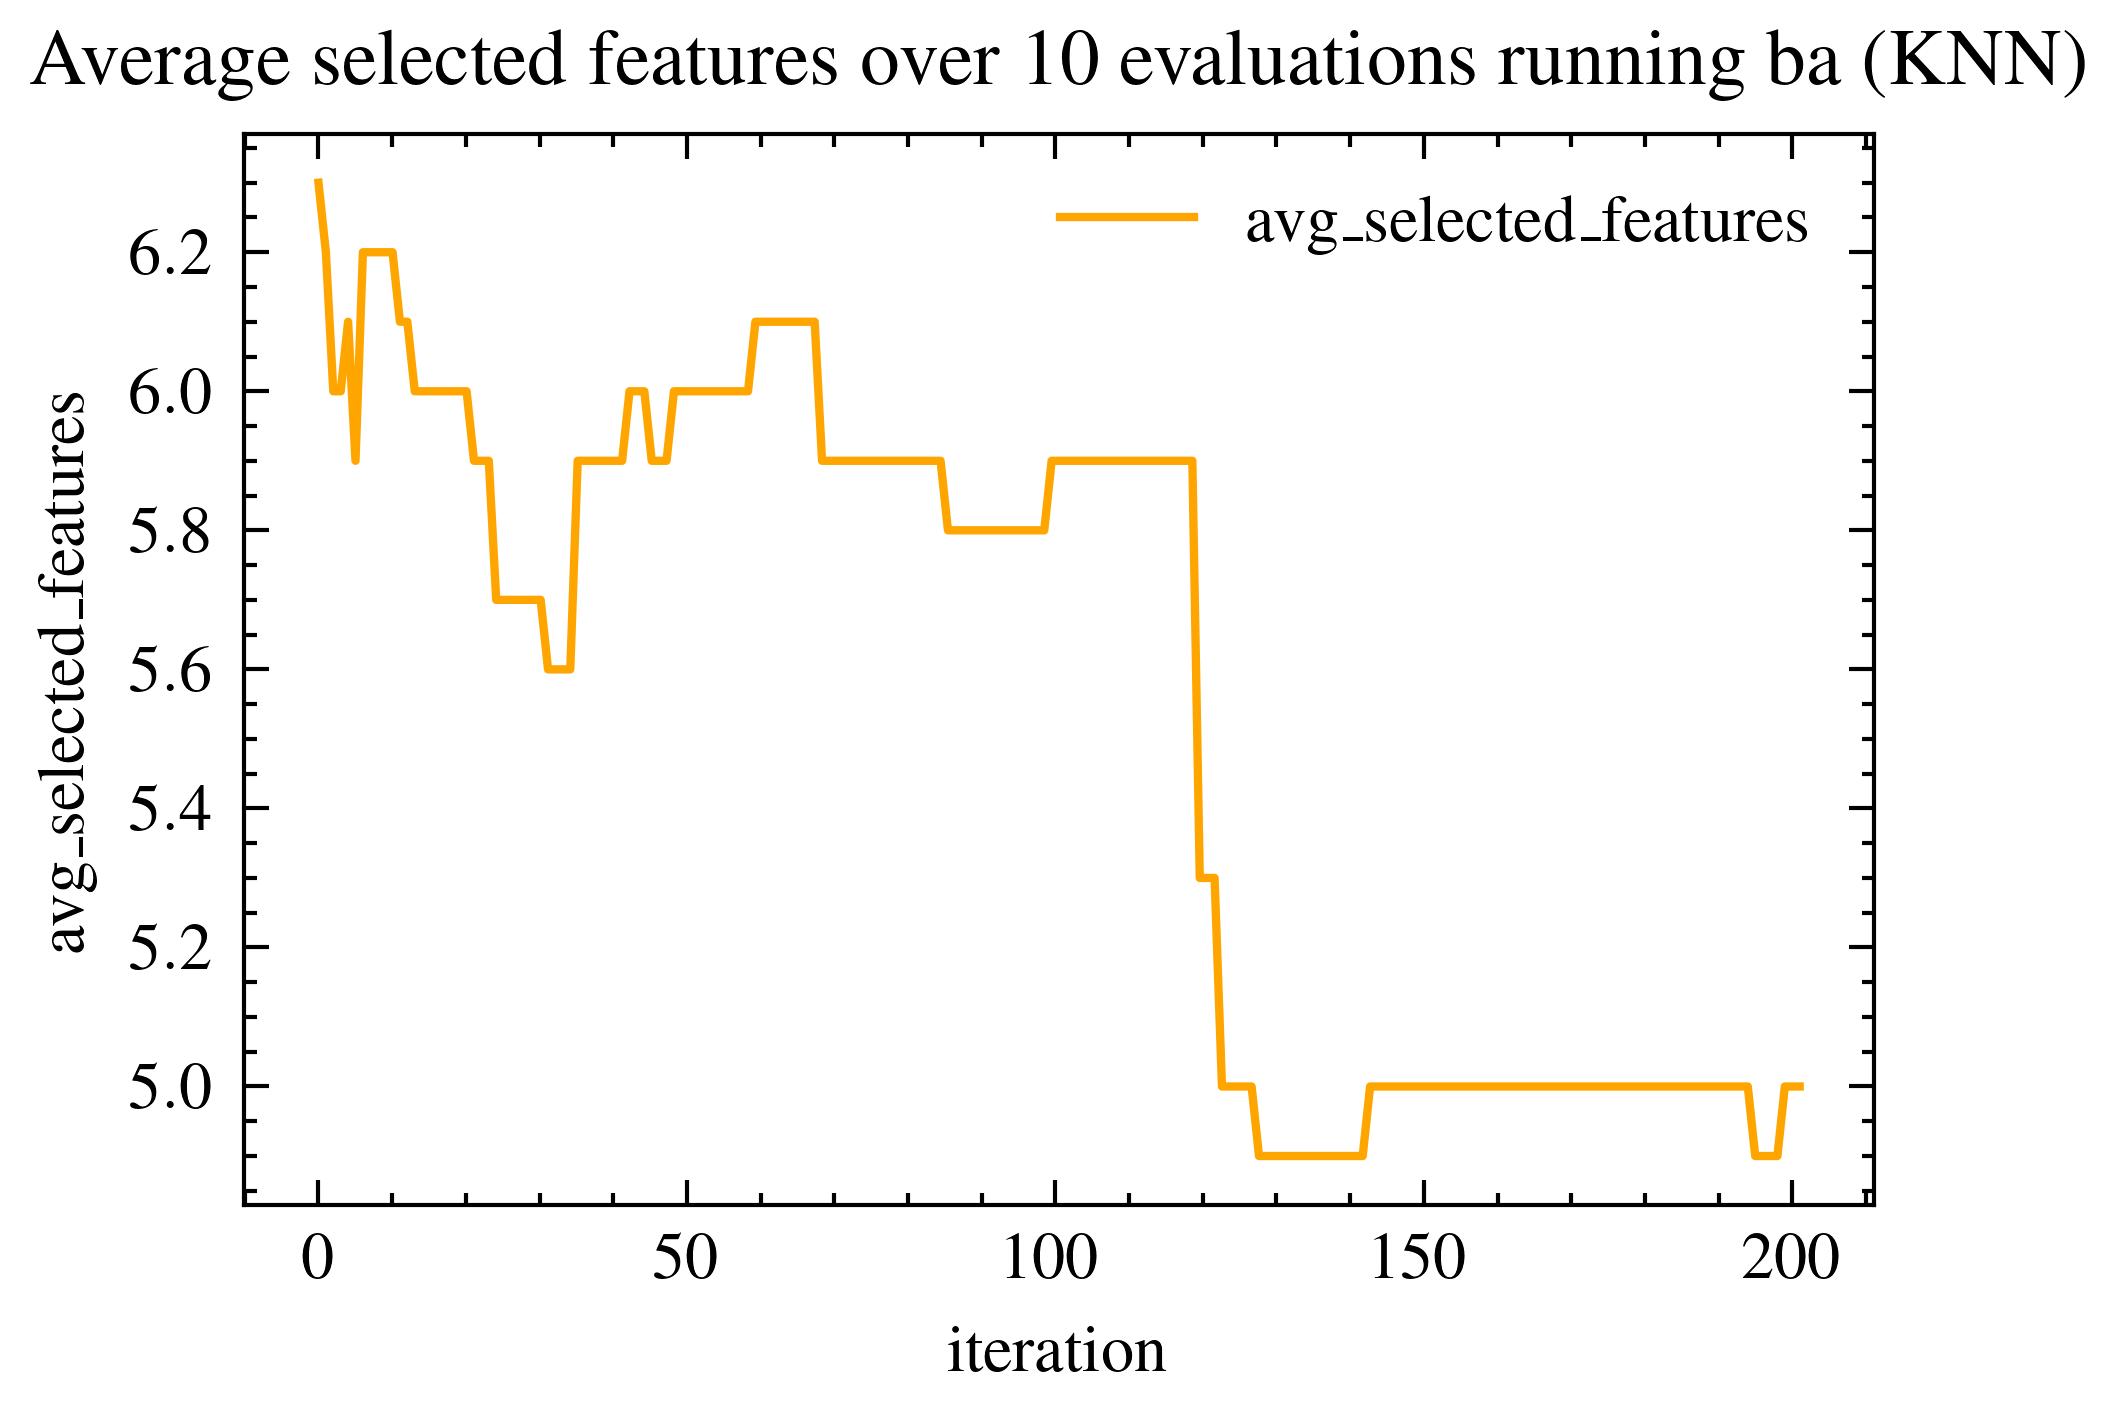 Average selected features over 10 evaluations running ba (KNN)
avg_selected_features
6.2
6.0
5.8
5.6
5.4
5.2
5.0
avg_selected_features
0 50 100 150 200
iteration